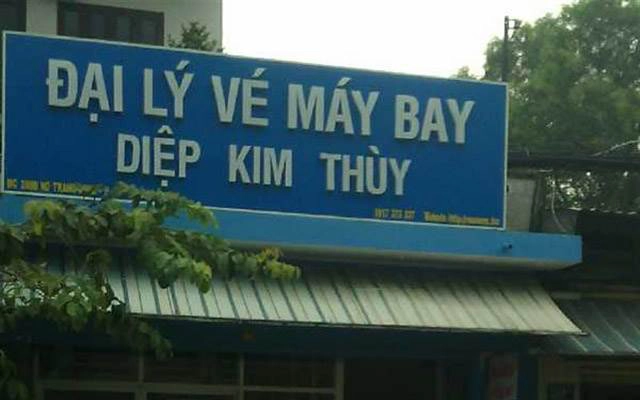 ĐẠI LÝ VÉ MÁY BAY
DIỆP KIM THÙY